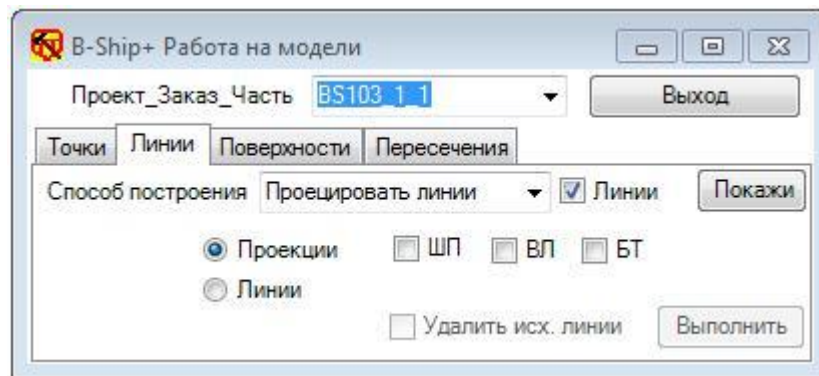 B-Ship+ Работа на модели
Проект_Заказ_Часть BS103_1_1 Выход
Точки Линии Поверхности Пересечения
Способ построения Проецировать линии Линии Покажи
Проекции ШП ВЛ БТ
Линии
Удалить исх. линии Выполнить